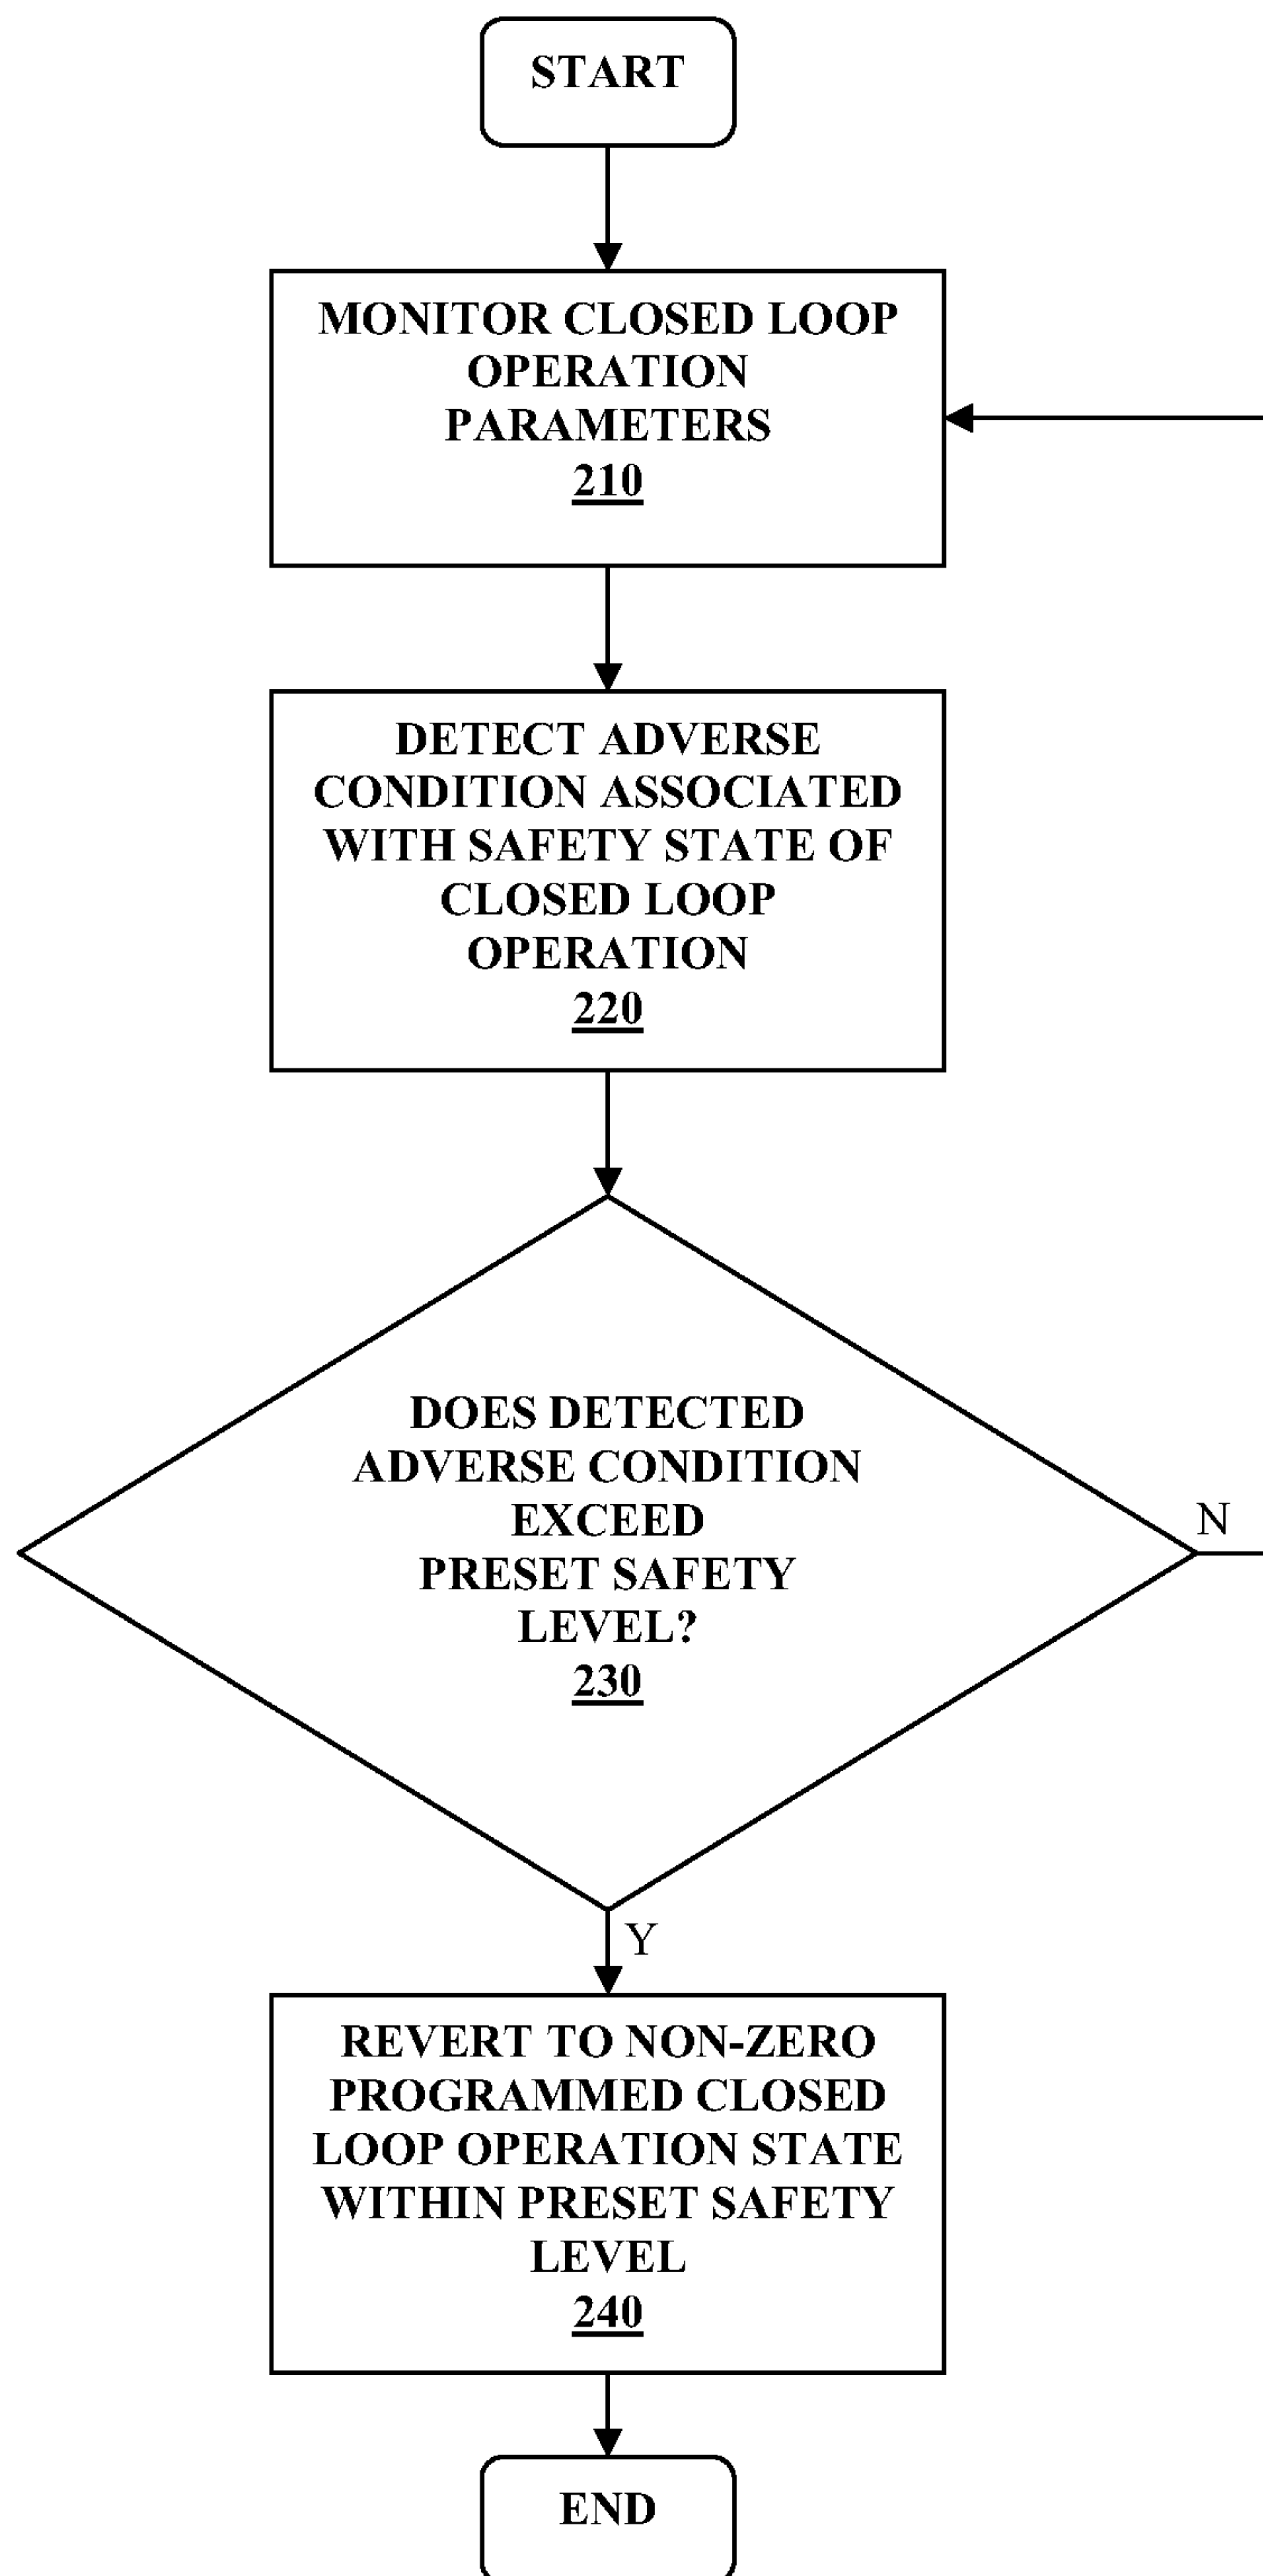 START
MONITOR CLOSED LOOP
OPERATION
PARAMETERS
210
DETECT ADVERSE
CONDITION ASSOCIATED
WITH SAFETY STATE OF
CLOSED LOOP
OPERATION
220
DOES DETECTED
ADVERSE CONDITION
EXCEED
PRESET SAFETY
LEVEL?
230
N
Y
REVERT TO NON-ZERO
PROGRAMMED CLOSED
LOOP OPERATION STATE
WITHIN PRESET SAFETY
LEVEL
240
END